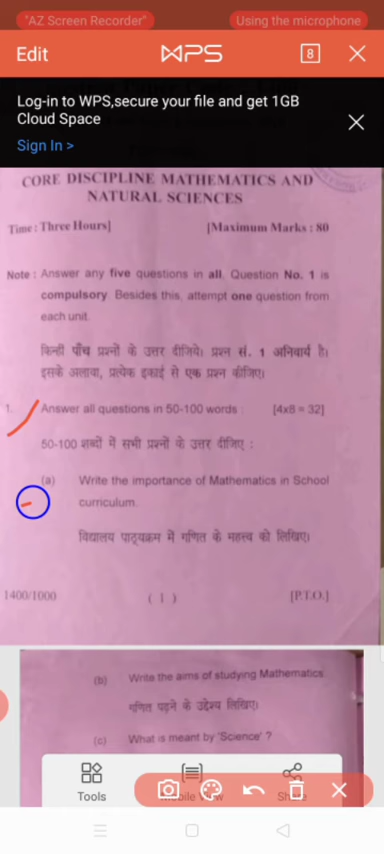 "AZ Screen Recorder"
Using the microphone
Edit
WPS
8
Log-in to WPS,secure your file and get 1GB
Cloud Space
Sign In >
CORE DISCIPLINE MATHEMATICS AND
NATURAL SCIENCES
Time : Three Hours]
[Maximum Marks : 80
Note : Answer any five questions in all. Question No. 1 is
compulsory. Besides this, attempt one question from
each unit.
किन्हीं पाँच प्रश्नों के उत्तर दीजिये। प्रश्न सं. 1 अनिवार्य है।
इसके अलावा, प्रत्येक इकाई से एक प्रश्न कीजिए।
1. Answer all questions in 50-100 words : [4x8 = 32]
50-100 शब्दों में सभी प्रश्नों के उत्तर दीजिए :
(a) Write the importance of Mathematics in School
curriculum.
विद्यालय पाठ्यक्रम में गणित के महत्त्व को लिखिए।
1400/1000
( 1 )
[P.T.O.]
(b) Write the aims of studying Mathematics.
गणित पढ़ने के उद्देश्य लिखिए।
(c) What is meant by 'Science' ?
Tools
Mobile View
Share